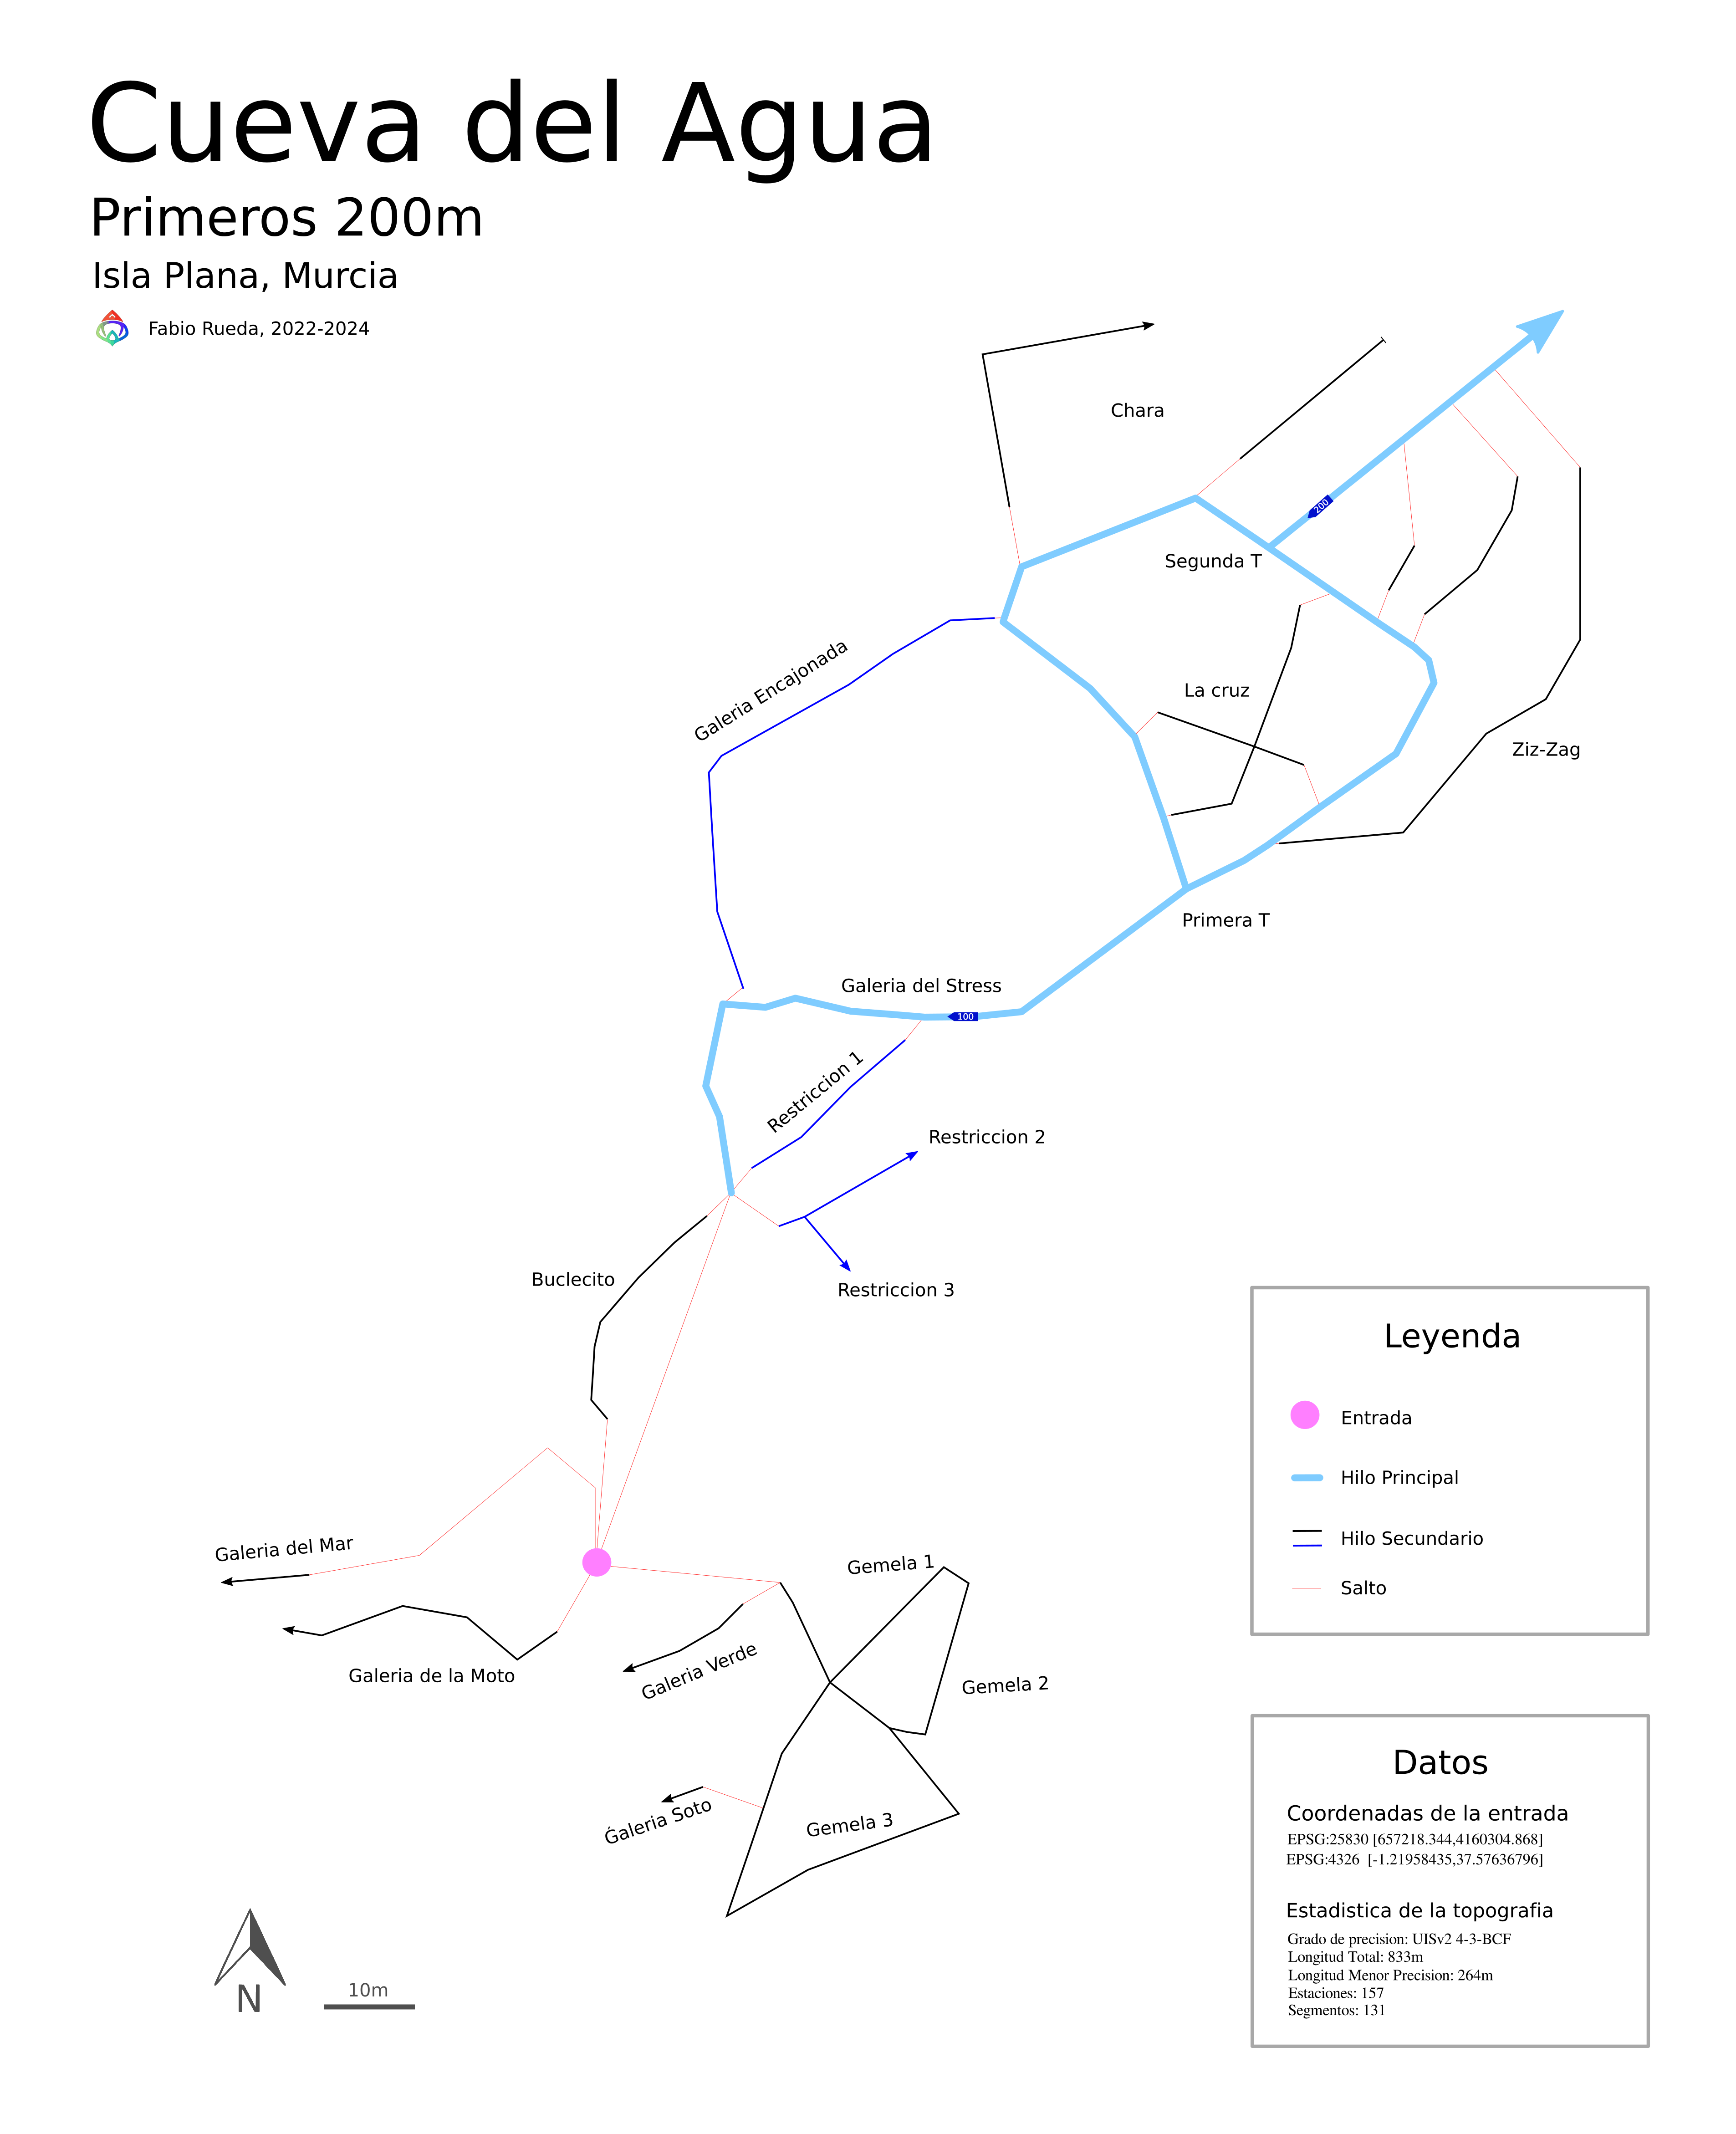 Cueva del Agua
Primeros 200m
Isla Plana, Murcia
Fabio Rueda, 2022-2024
Chara
200
Segunda T
Galeria Encajonada
La cruz
Ziz-Zag
Primera T
Galeria del Stress
100
Restriccion 1
Restriccion 2
Buclecito
Restriccion 3
Galeria del Mar
Gemela 1
Galeria de la Moto
Galeria Verde
Gemela 2
Ǵaleria Soto
Gemela 3
N
10m
Leyenda
Entrada
Hilo Principal
Hilo Secundario
Salto
Datos
Coordenadas de la entrada
EPSG:25830 [657218.344,4160304.868]
EPSG:4326 [-1.21958435,37.57636796]
Estadistica de la topografia
Grado de precision: UISv2 4-3-BCF
Longitud Total: 833m
Longitud Menor Precision: 264m
Estaciones: 157
Segmentos: 131